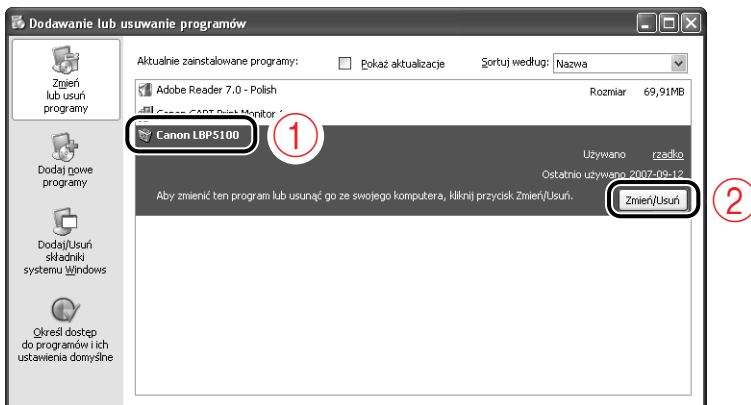 Dodawanie lub usuwanie programów
Zmień
lub usuń
programy
Dodaj nowe
programy
Dodaj/Usuń
składniki
systemu Windows
Określ dostęp
do programów i ich
ustawienia domyślne
Aktualnie zainstalowane programy:
Pokaż aktualizacje
Sortuj według:
Nazwa
Adobe Reader 7.0 - Polish
Rozmiar 69,91MB
Canon CAPT Print Monitor
Canon LBP5100
1
Używano rzadko
Ostatnio używano 2007-09-12
Aby zmienić ten program lub usunąć go ze swojego komputera, kliknij przycisk Zmień/Usuń.
Zmień/Usuń
2